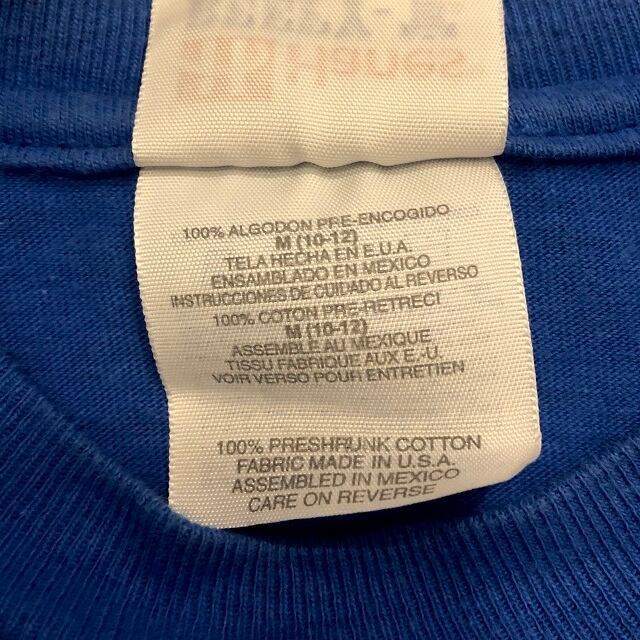 100% ALGODON PRE-ENCOGIDO
M (10-12)
TELA HECHA EN E.U.A.
ENSAMBLADO EN MEXICO
INSTRUCCIONES DE CUIDADO AL REVERSO
100% COTON PRE-RETRECI
M (10-12)
ASSEMBLE AU MEXIQUE
TISSU FABRIQUE AUX E.-U.
VOIR VERSO POUR ENTRETIEN
100% PRESHRUNK COTTON
FABRIC MADE IN U.S.A.
ASSEMBLED IN MEXICO
CARE ON REVERSE